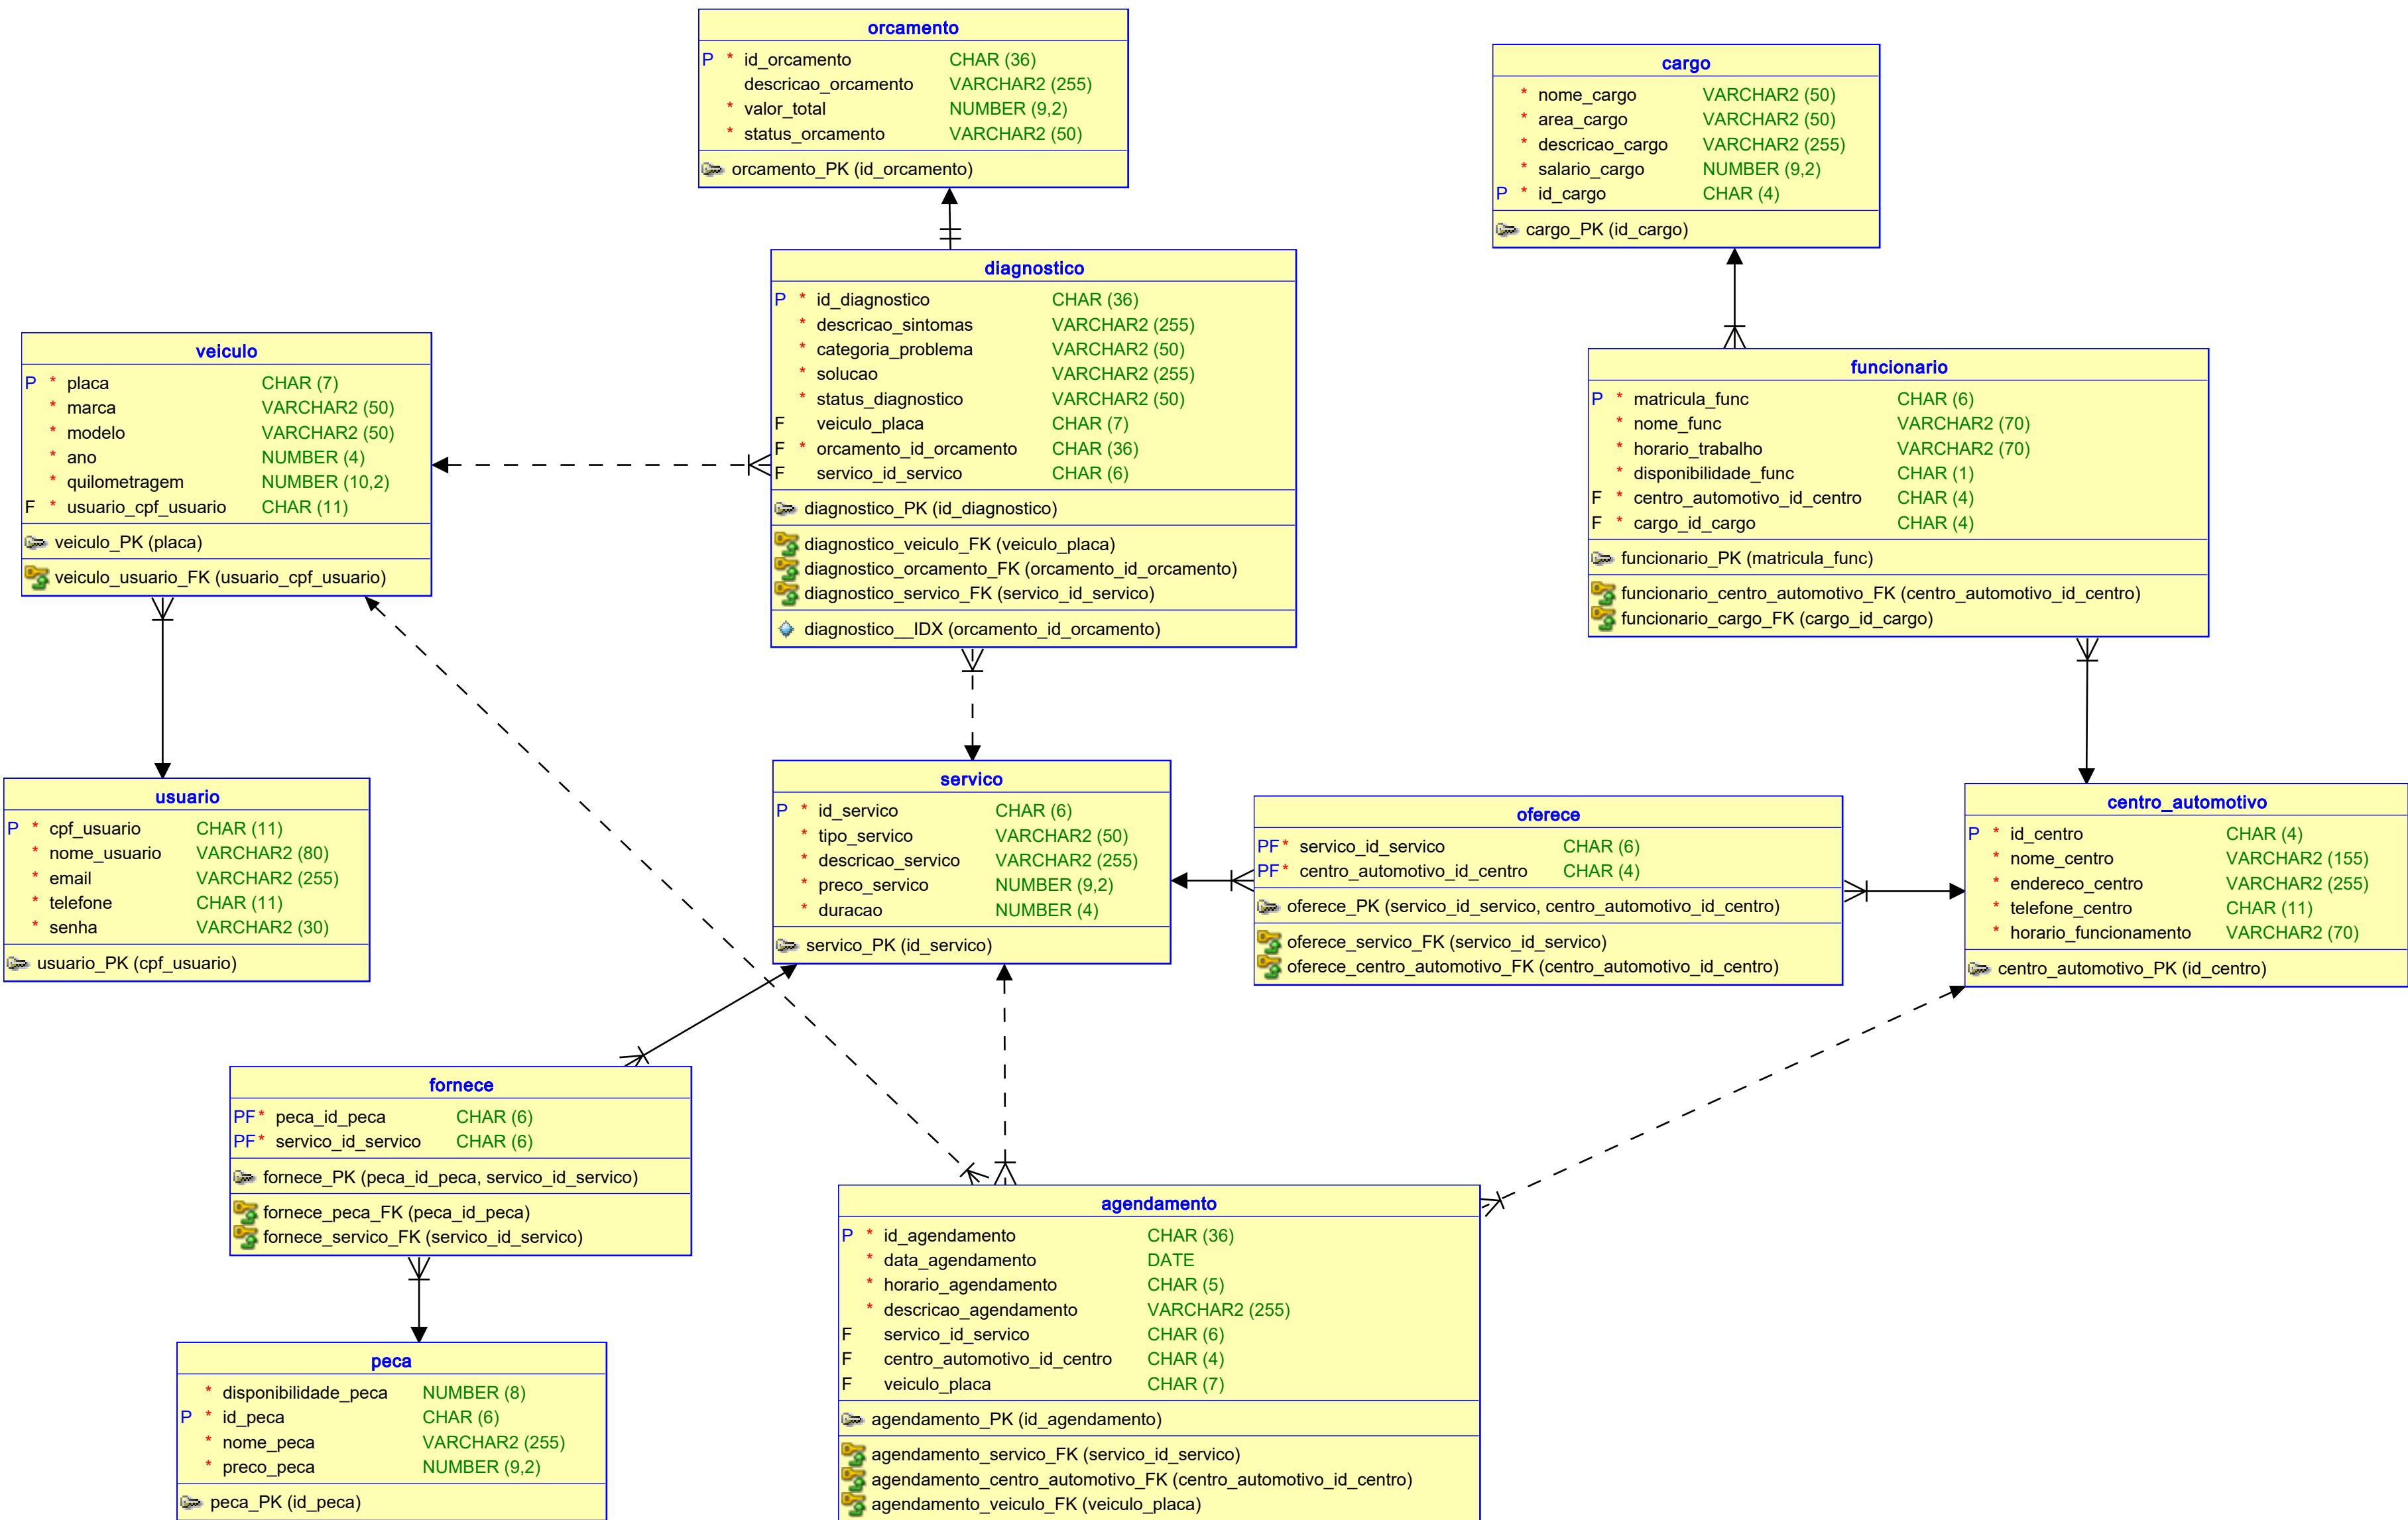 orcamento
P * id_orcamento CHAR (36)
descricao_orcamento VARCHAR2 (255)
* valor_total NUMBER (9,2)
* status_orcamento VARCHAR2 (50)
orcamento_PK (id_orcamento)
cargo
* nome_cargo VARCHAR2 (50)
* area_cargo VARCHAR2 (50)
* descricao_cargo VARCHAR2 (255)
* salario_cargo NUMBER (9,2)
P * id_cargo CHAR (4)
cargo_PK (id_cargo)
diagnostico
P * id_diagnostico CHAR (36)
* descricao_sintomas VARCHAR2 (255)
* categoria_problema VARCHAR2 (50)
* solucao VARCHAR2 (255)
* status_diagnostico VARCHAR2 (50)
F veiculo_placa CHAR (7)
F * orcamento_id_orcamento CHAR (36)
F servico_id_servico CHAR (6)
diagnostico_PK (id_diagnostico)
diagnostico_veiculo_FK (veiculo_placa)
diagnostico_orcamento_FK (orcamento_id_orcamento)
diagnostico_servico_FK (servico_id_servico)
diagnostico__IDX (orcamento_id_orcamento)
veiculo
P * placa CHAR (7)
* marca VARCHAR2 (50)
* modelo VARCHAR2 (50)
* ano NUMBER (4)
* quilometragem NUMBER (10,2)
F * usuario_cpf_usuario CHAR (11)
veiculo_PK (placa)
veiculo_usuario_FK (usuario_cpf_usuario)
funcionario
P * matricula_func CHAR (6)
* nome_func VARCHAR2 (70)
* horario_trabalho VARCHAR2 (70)
* disponibilidade_func CHAR (1)
F * centro_automotivo_id_centro CHAR (4)
F * cargo_id_cargo CHAR (4)
funcionario_PK (matricula_func)
funcionario_centro_automotivo_FK (centro_automotivo_id_centro)
funcionario_cargo_FK (cargo_id_cargo)
usuario
P * cpf_usuario CHAR (11)
* nome_usuario VARCHAR2 (80)
* email VARCHAR2 (255)
* telefone CHAR (11)
* senha VARCHAR2 (30)
usuario_PK (cpf_usuario)
servico
P * id_servico CHAR (6)
* tipo_servico VARCHAR2 (50)
* descricao_servico VARCHAR2 (255)
* preco_servico NUMBER (9,2)
* duracao NUMBER (4)
servico_PK (id_servico)
oferece
PF * servico_id_servico CHAR (6)
PF * centro_automotivo_id_centro CHAR (4)
oferece_PK (servico_id_servico, centro_automotivo_id_centro)
oferece_servico_FK (servico_id_servico)
oferece_centro_automotivo_FK (centro_automotivo_id_centro)
centro_automotivo
P * id_centro CHAR (4)
* nome_centro VARCHAR2 (155)
* endereco_centro VARCHAR2 (255)
* telefone_centro CHAR (11)
* horario_funcionamento VARCHAR2 (70)
centro_automotivo_PK (id_centro)
fornece
PF * peca_id_peca CHAR (6)
PF * servico_id_servico CHAR (6)
fornece_PK (peca_id_peca, servico_id_servico)
fornece_peca_FK (peca_id_peca)
fornece_servico_FK (servico_id_servico)
agendamento
P * id_agendamento CHAR (36)
* data_agendamento DATE
* horario_agendamento CHAR (5)
* descricao_agendamento VARCHAR2 (255)
F servico_id_servico CHAR (6)
F centro_automotivo_id_centro CHAR (4)
F veiculo_placa CHAR (7)
agendamento_PK (id_agendamento)
agendamento_servico_FK (servico_id_servico)
agendamento_centro_automotivo_FK (centro_automotivo_id_centro)
agendamento_veiculo_FK (veiculo_placa)
peca
* disponibilidade_peca NUMBER (8)
P * id_peca CHAR (6)
* nome_peca VARCHAR2 (255)
* preco_peca NUMBER (9,2)
peca_PK (id_peca)